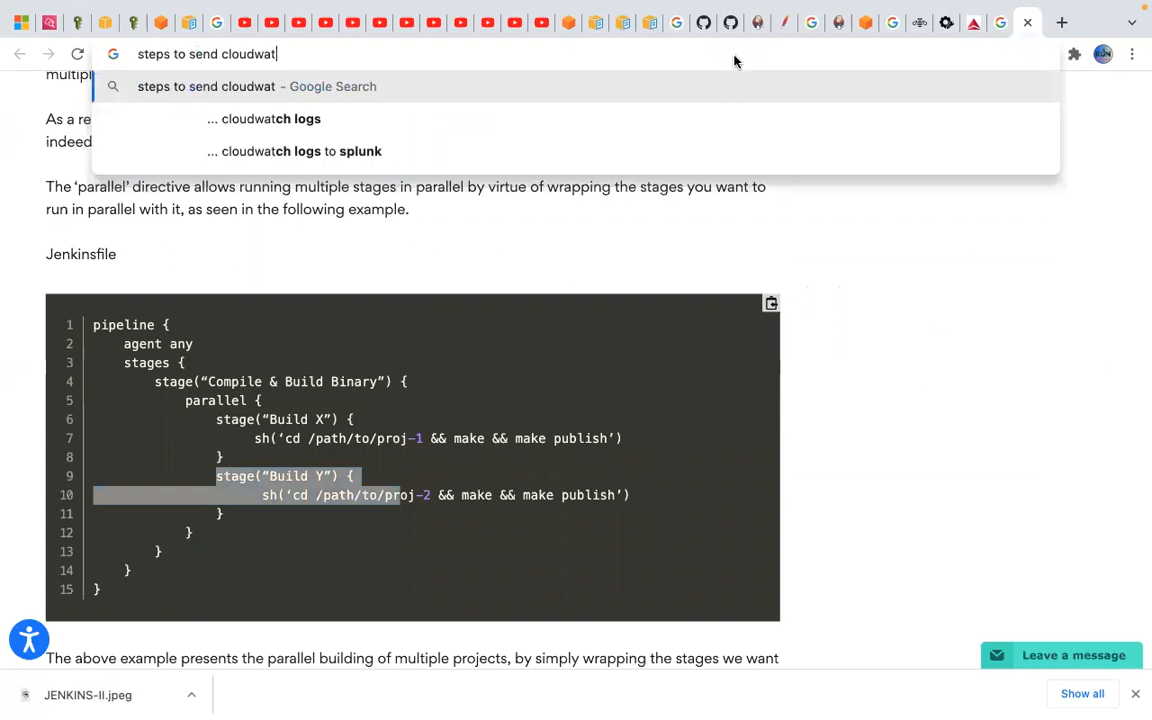 steps to send cloudwat
steps to send cloudwat - Google Search
... cloudwatch logs
... cloudwatch logs to splunk
multipl
As a re
indeed
The ‘parallel’ directive allows running multiple stages in parallel by virtue of wrapping the stages you want to
run in parallel with it, as seen in the following example.
Jenkinsfile
1 pipeline {
2 agent any
3 stages {
4 stage(“Compile & Build Binary”) {
5 parallel {
6 stage(“Build X”) {
7 sh(‘cd /path/to/proj-1 && make && make publish’)
8 }
9 stage(“Build Y”) {
10 sh(‘cd /path/to/proj-2 && make && make publish’)
11 }
12 }
13 }
14 }
15 }
The above example presents the parallel building of multiple projects, by simply wrapping the stages we want
Leave a message
JENKINS-II.jpeg
Show all